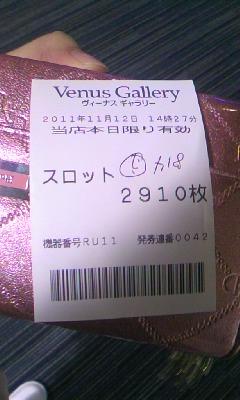 Venus Gallery
ヴィーナス ギャラリー
2011年11月12日 14時27分
当店本日限り有効
スロット
2910枚
機器番号RU11 発券連番0042